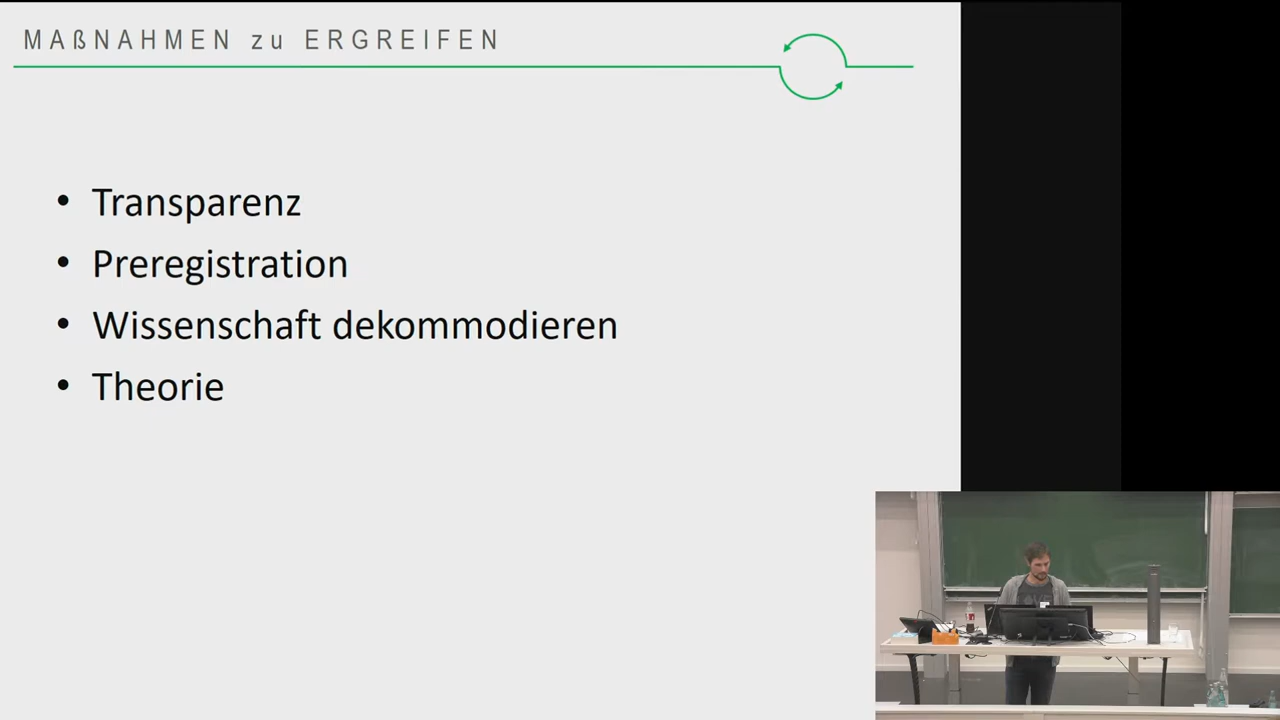 MAßNAHMEN zu ERGREIFEN
• Transparenz
• Preregistration
• Wissenschaft dekommodieren
• Theorie